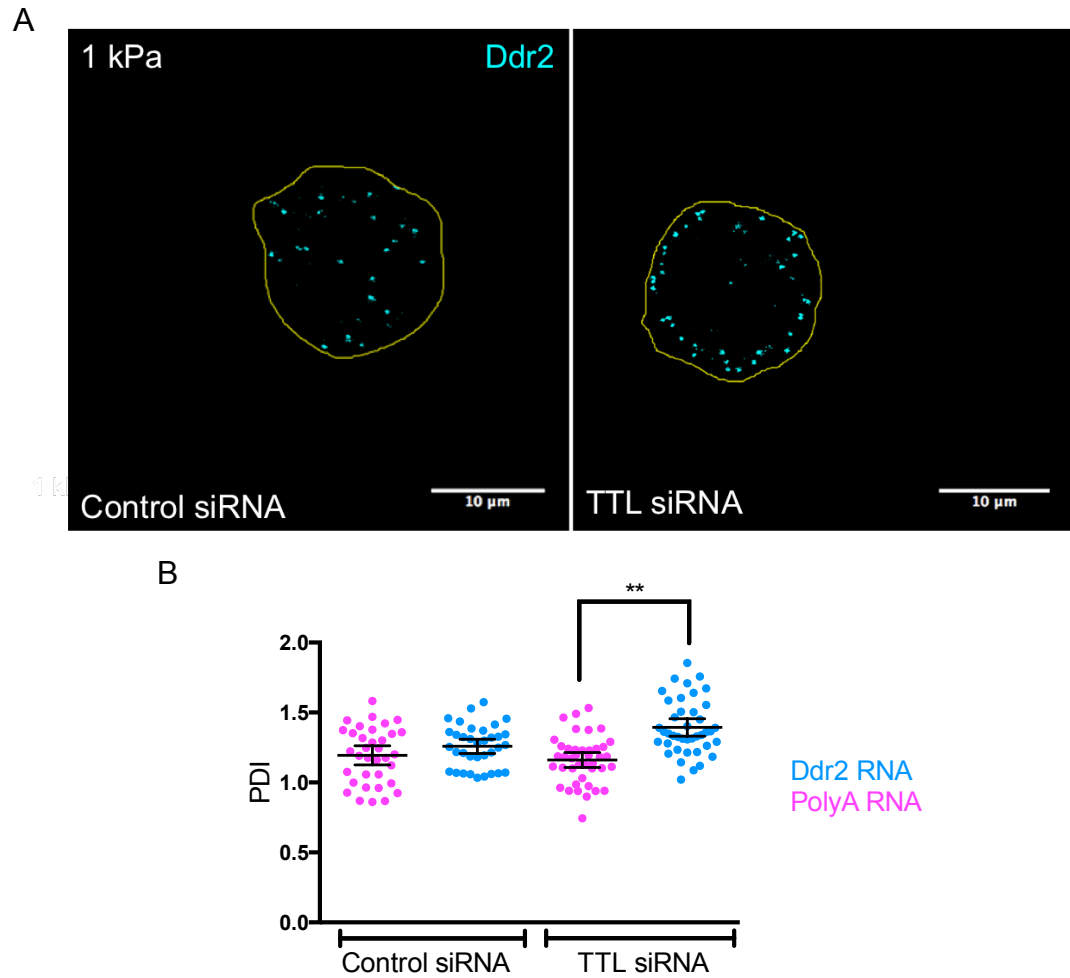 A
1 kPa
Ddr2
Control siRNA
10 µm
TTL siRNA
10 µm
B
**
2.0
1.5
1.0
0.5
0.0
PDI
Ddr2 RNA
PolyA RNA
Control siRNA
TTL siRNA